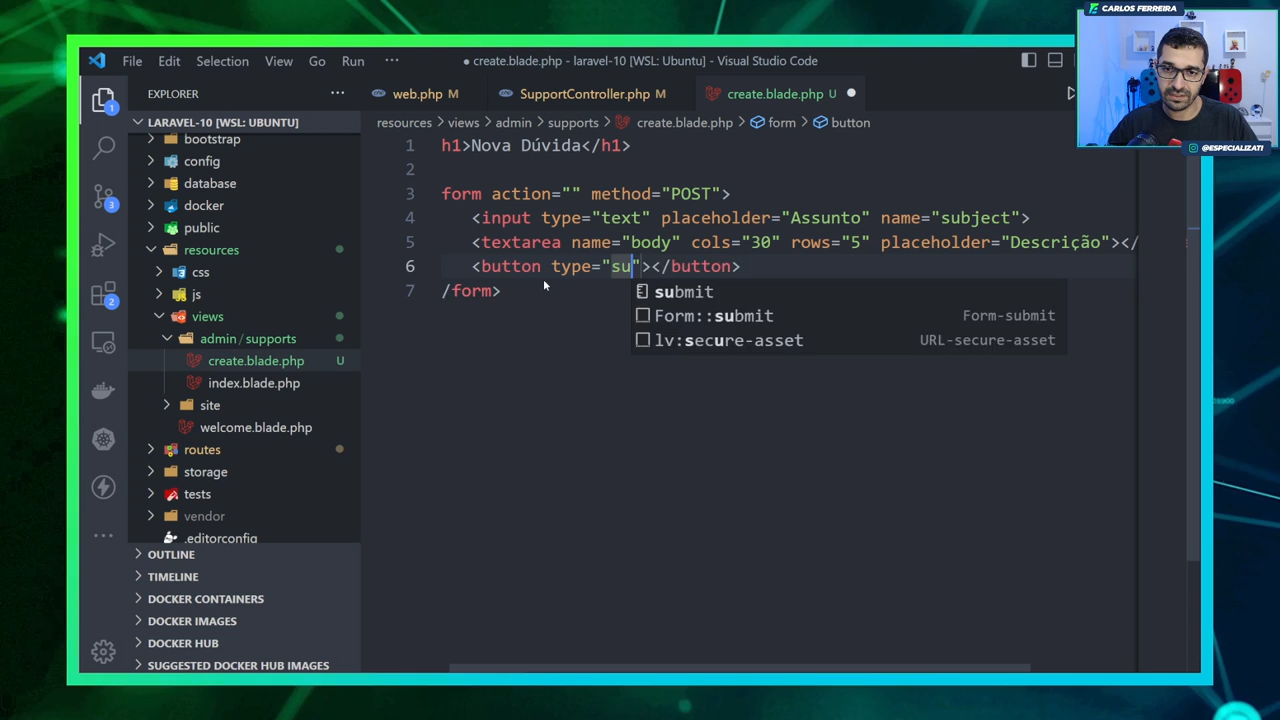 CARLOS FERREIRA
@ESPECIALIZATI
File Edit Selection View Go Run ···
● create.blade.php - laravel-10 [WSL: Ubuntu] - Visual Studio Code
EXPLORER ···
web.php M SupportController.php M create.blade.php U ●
LARAVEL-10 [WSL: UBUNTU]
resources > views > admin > supports > create.blade.php > form > button
bootstrap
config
database
docker
public
resources
css
js
views
admin / supports
create.blade.php U
index.blade.php
site
welcome.blade.php
routes
storage
tests
vendor
.editorconfig
OUTLINE
TIMELINE
DOCKER CONTAINERS
DOCKER IMAGES
DOCKER HUB
SUGGESTED DOCKER HUB IMAGES
1
3
2
1 h1>Nova Dúvida</h1>
2
3 form action="" method="POST">
4 <input type="text" placeholder="Assunto" name="subject">
5 <textarea name="body" cols="30" rows="5" placeholder="Descrição"></
6 <button type="su"></button>
7 /form>
submit
Form::submit Form-submit
lv:secure-asset URL-secure-asset